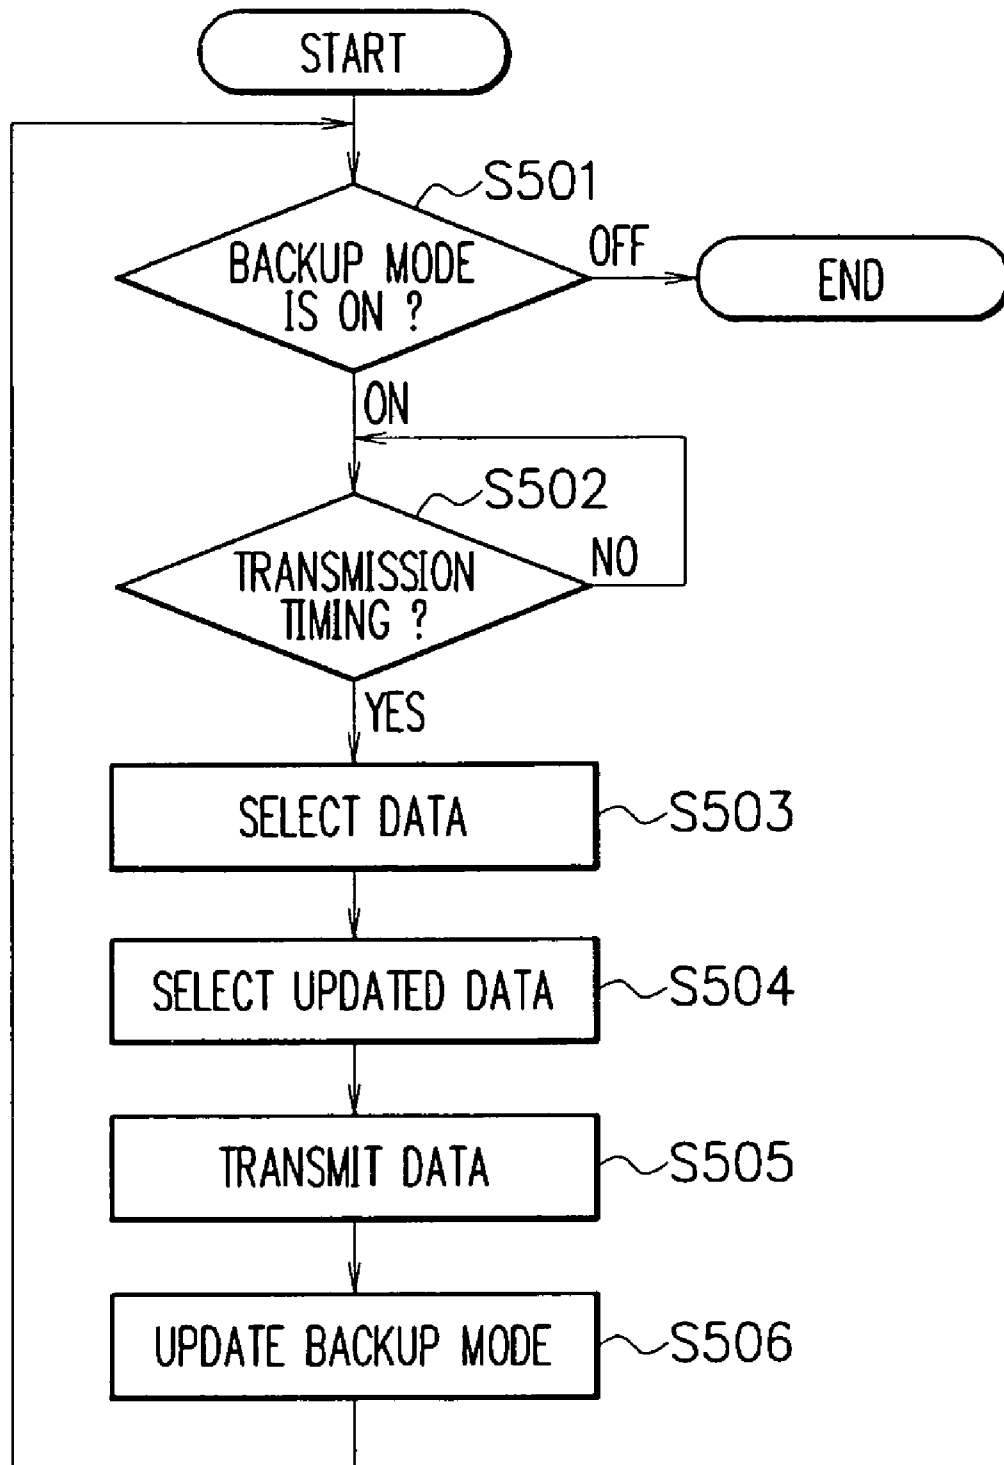 START
S501
BACKUP MODE
IS ON ?
OFF
END
ON
S502
TRANSMISSION
TIMING ?
NO
YES
SELECT DATA
S503
SELECT UPDATED DATA
S504
TRANSMIT DATA
S505
UPDATE BACKUP MODE
S506